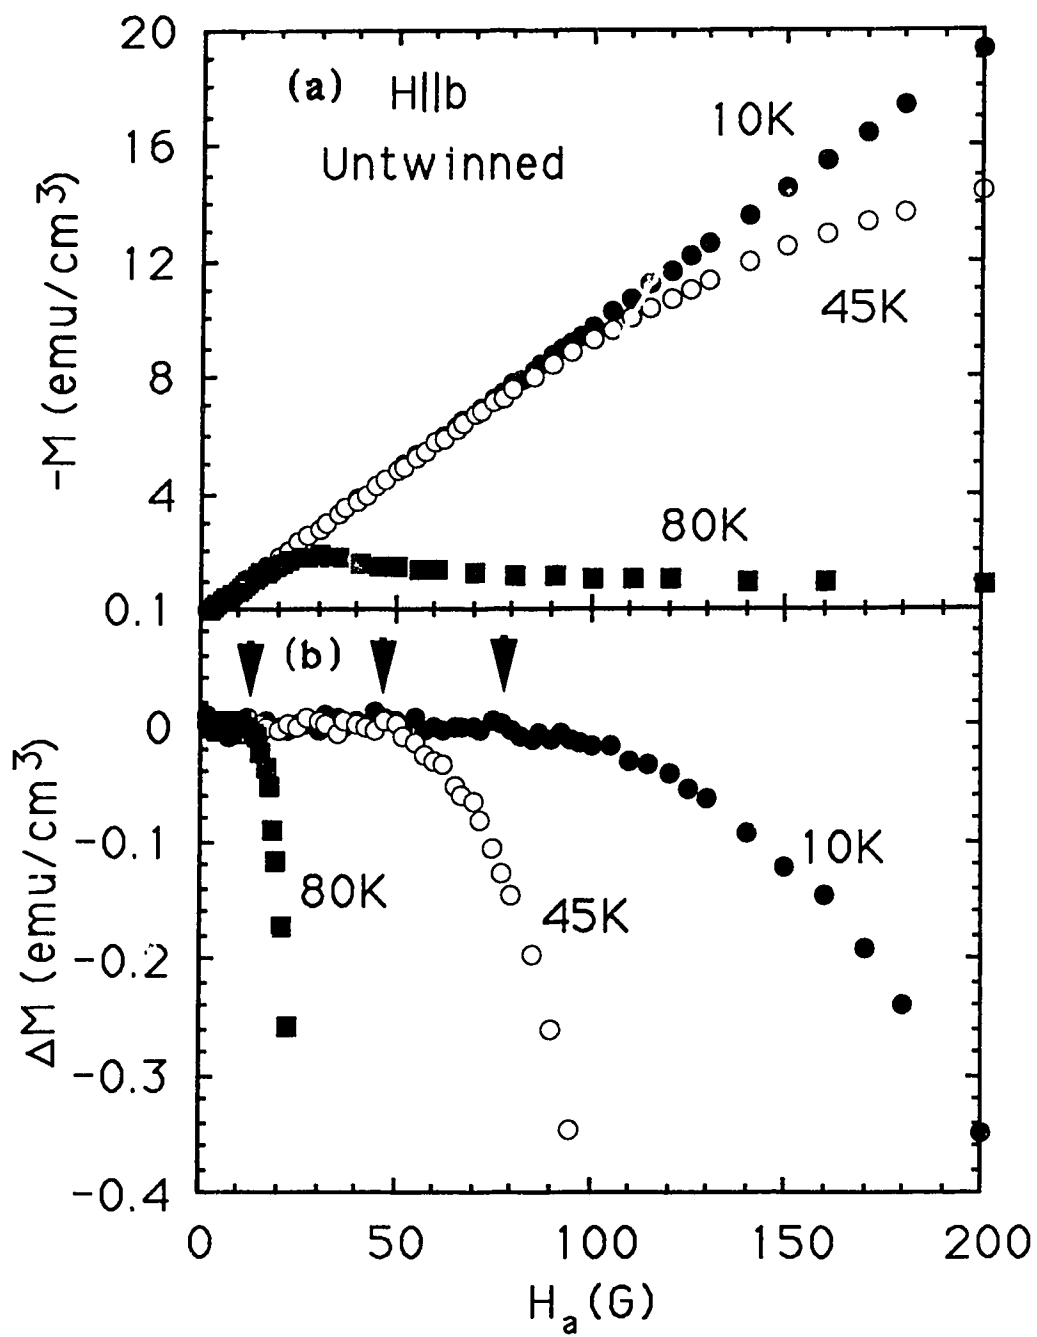 20
(a) H||b
10K
16
Untwinned
-M (emu/cm³)
12
45K
8
4
80K
0.1
(b)
0
ΔM (emu/cm³)
-0.1
10K
80K
45K
-0.2
-0.3
-0.4
0 50 100 150 200
Hₐ(G)